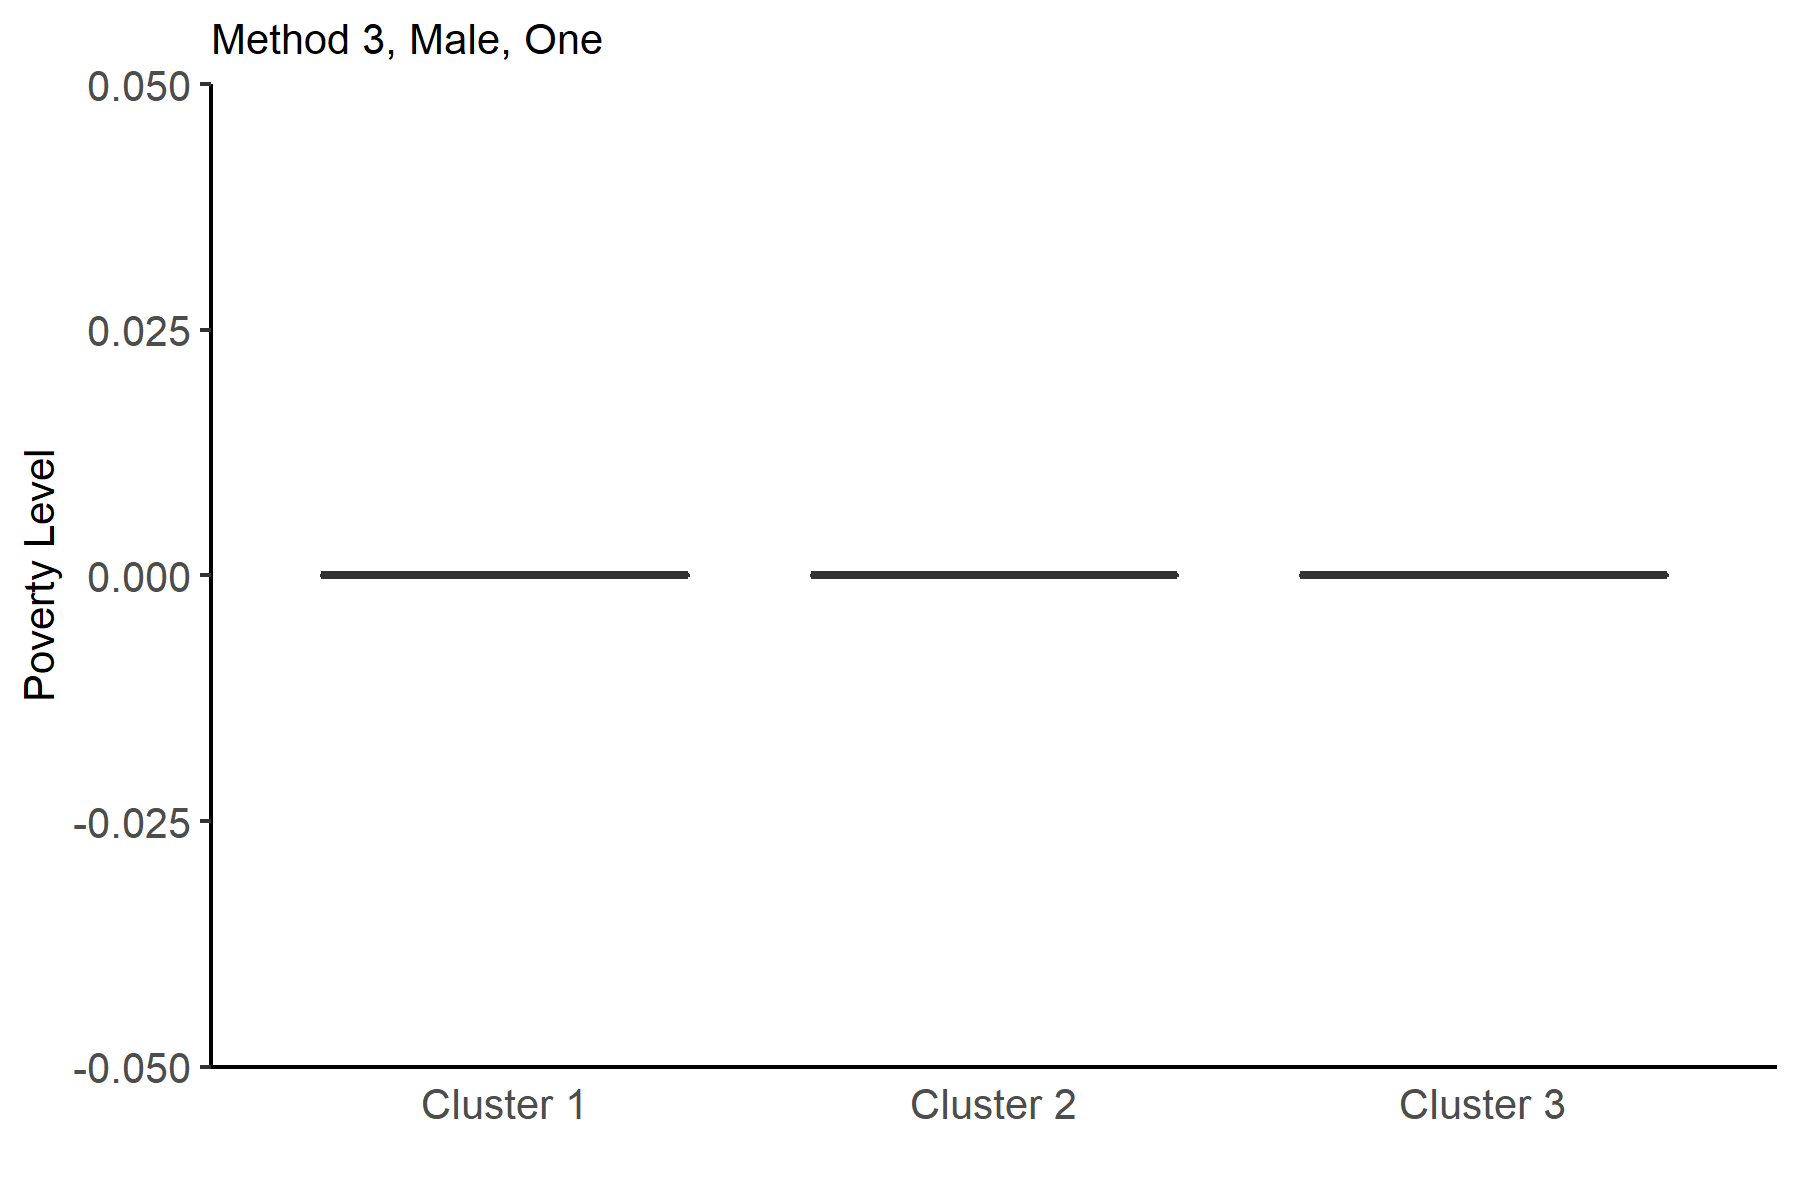 Method 3, Male, One
0.050
0.025
0.000
-0.025
-0.050
Poverty Level
Cluster 1
Cluster 2
Cluster 3